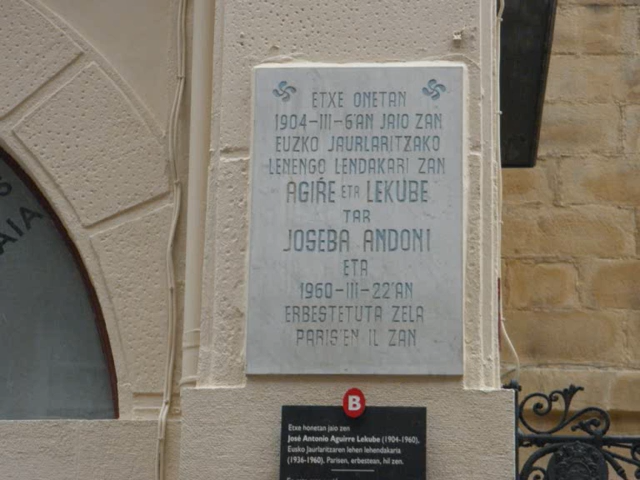 AIA
ETXE ONETAN
1904-III-6'AN JAIO ZAN
EUZKO JAURLARITZAKO
LENENGO LENDAKARI ZAN
AGIŔE ETA LEKUBE
TAR
JOSEBA ANDONI
ETA
1960-III-22'AN
ERBESTETUTA ZELA
PARIS'EN IL ZAN
B
Etxe honetan jaio zen
José Antonio Aguirre Lekube (1904-1960),
Eusko Jaurlaritzaren lehen lehendakaria
(1936-1960). Parisen, erbestean, hil zen.